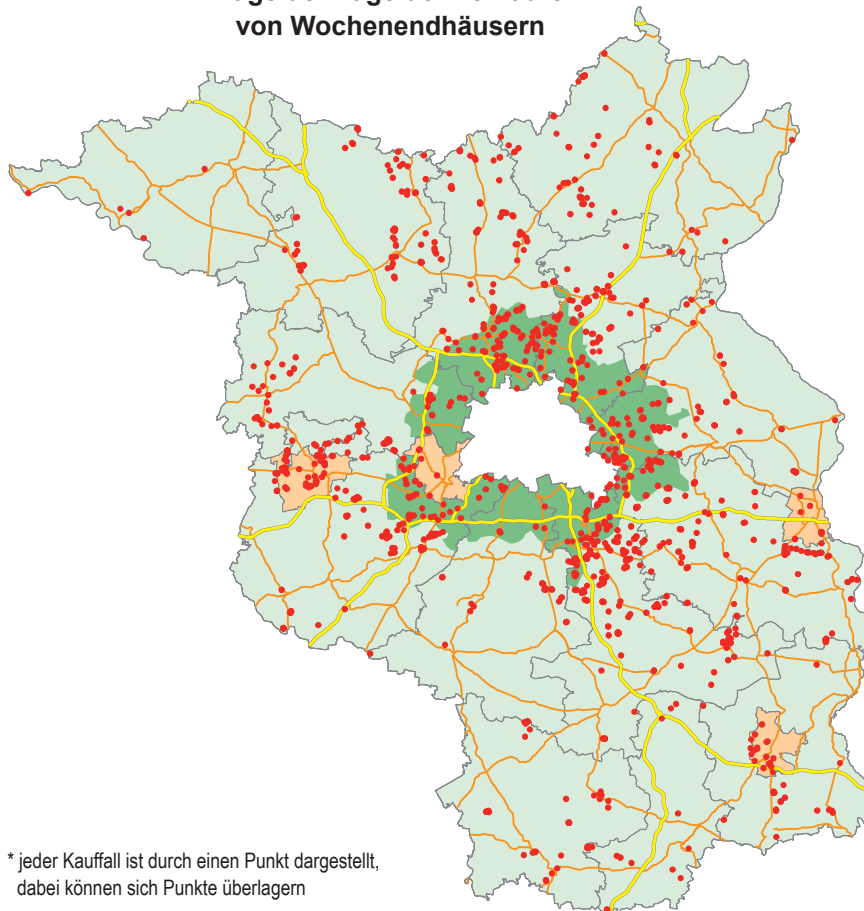 von Wochenendhäusern
* jeder Kauffall ist durch einen Punkt dargestellt,
dabei können sich Punkte überlagern